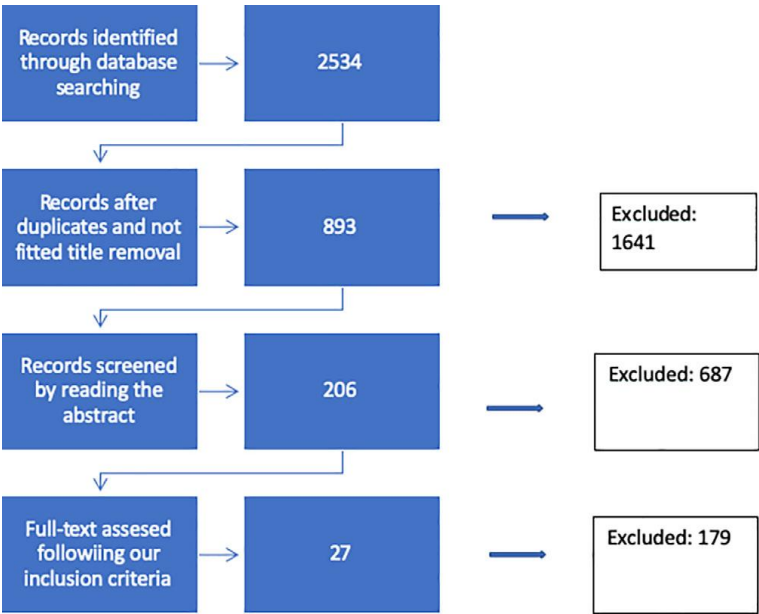 Records identified
through database
searching
2534
Records after
duplicates and not
fitted title removal
893
Excluded:
1641
Records screened
by reading the
abstract
206
Excluded: 687
Full-text assesed
followiing our
inclusion criteria
27
Excluded: 179